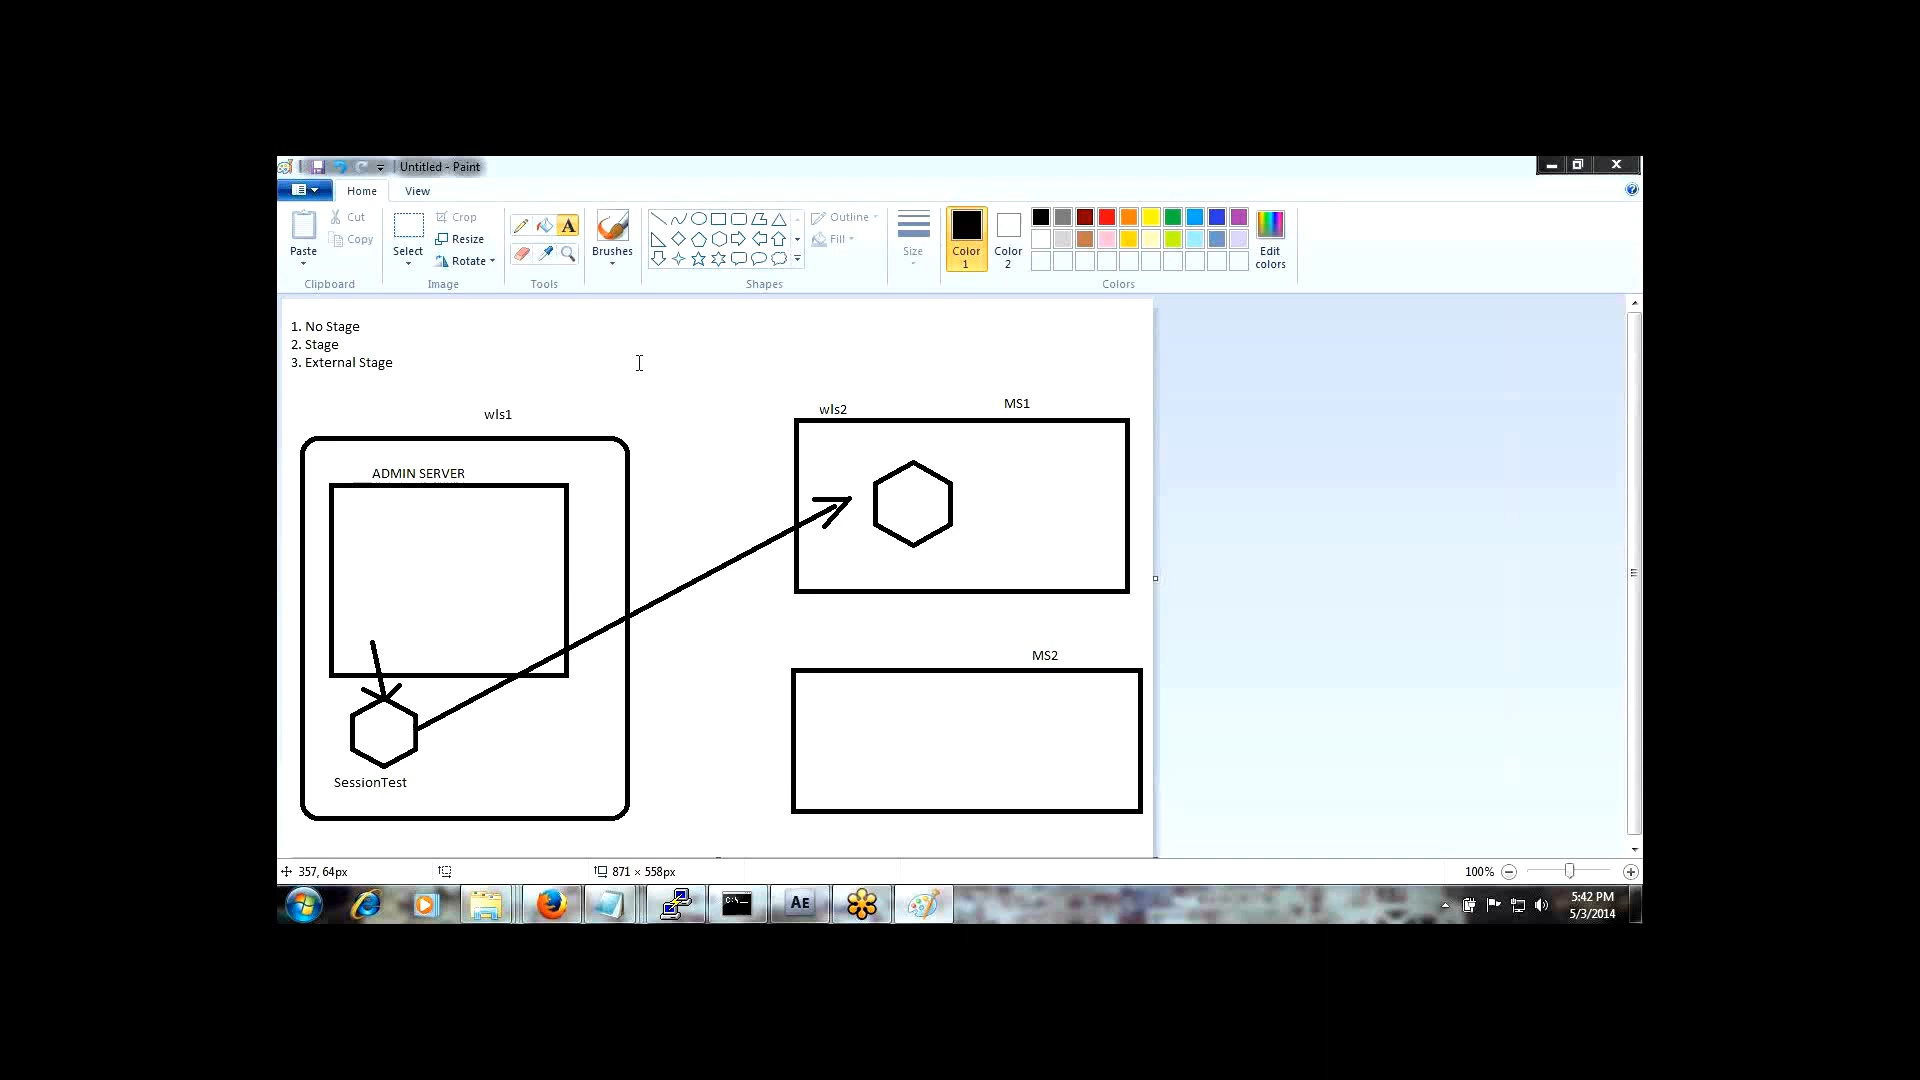 Untitled - Paint
Home
View
Paste
Cut
Copy
Clipboard
Select
Crop
Resize
Rotate
Image
A
Tools
Brushes
Shapes
Outline
Fill
Size
Color
1
Color
2
Edit
colors
Colors
1. No Stage
2. Stage
3. External Stage
wls1
ADMIN SERVER
SessionTest
wls2
MS1
MS2
357, 64px
871 × 558px
100%
C:\
AE
5:42 PM
5/3/2014